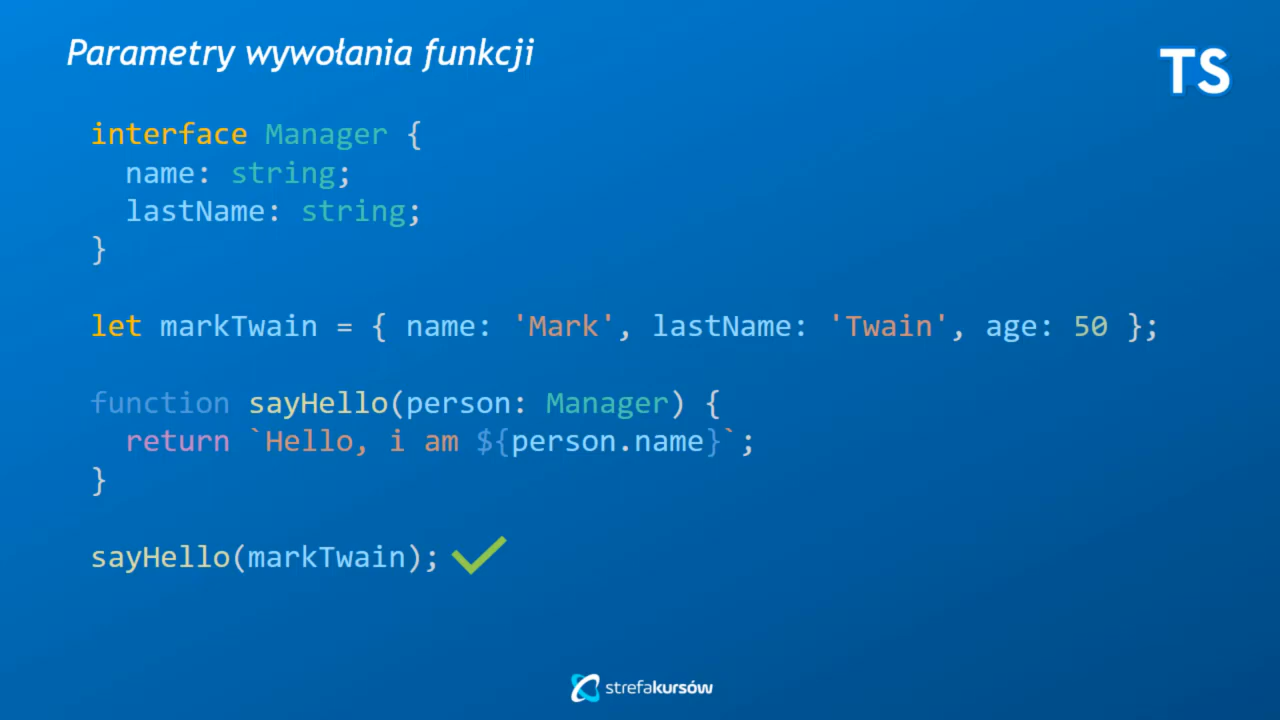 Parametry wywołania funkcji
TS
interface Manager {
  name: string;
  lastName: string;
}
let markTwain = { name: 'Mark', lastName: 'Twain', age: 50 };
function sayHello(person: Manager) {
  return `Hello, i am ${person.name}`;
}
sayHello(markTwain);
strefakursów